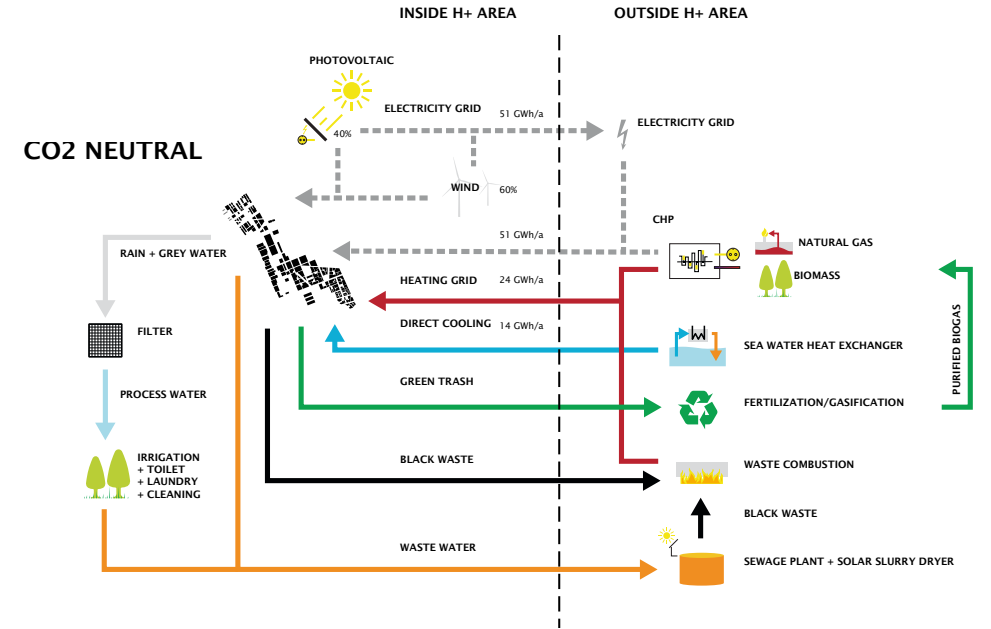 INSIDE H+ AREA
OUTSIDE H+ AREA
PHOTOVOLTAIC
ELECTRICITY GRID
51 GWh/a
ELECTRICITY GRID
40%
CO2 NEUTRAL
WIND
60%
CHP
51 GWh/a
NATURAL GAS
RAIN + GREY WATER
HEATING GRID
24 GWh/a
BIOMASS
FILTER
DIRECT COOLING
14 GWh/a
SEA WATER HEAT EXCHANGER
PURIFIED BIOGAS
GREEN TRASH
PROCESS WATER
FERTILIZATION/GASIFICATION
IRRIGATION
+ TOILET
+ LAUNDRY
+ CLEANING
BLACK WASTE
WASTE COMBUSTION
BLACK WASTE
WASTE WATER
SEWAGE PLANT + SOLAR SLURRY DRYER